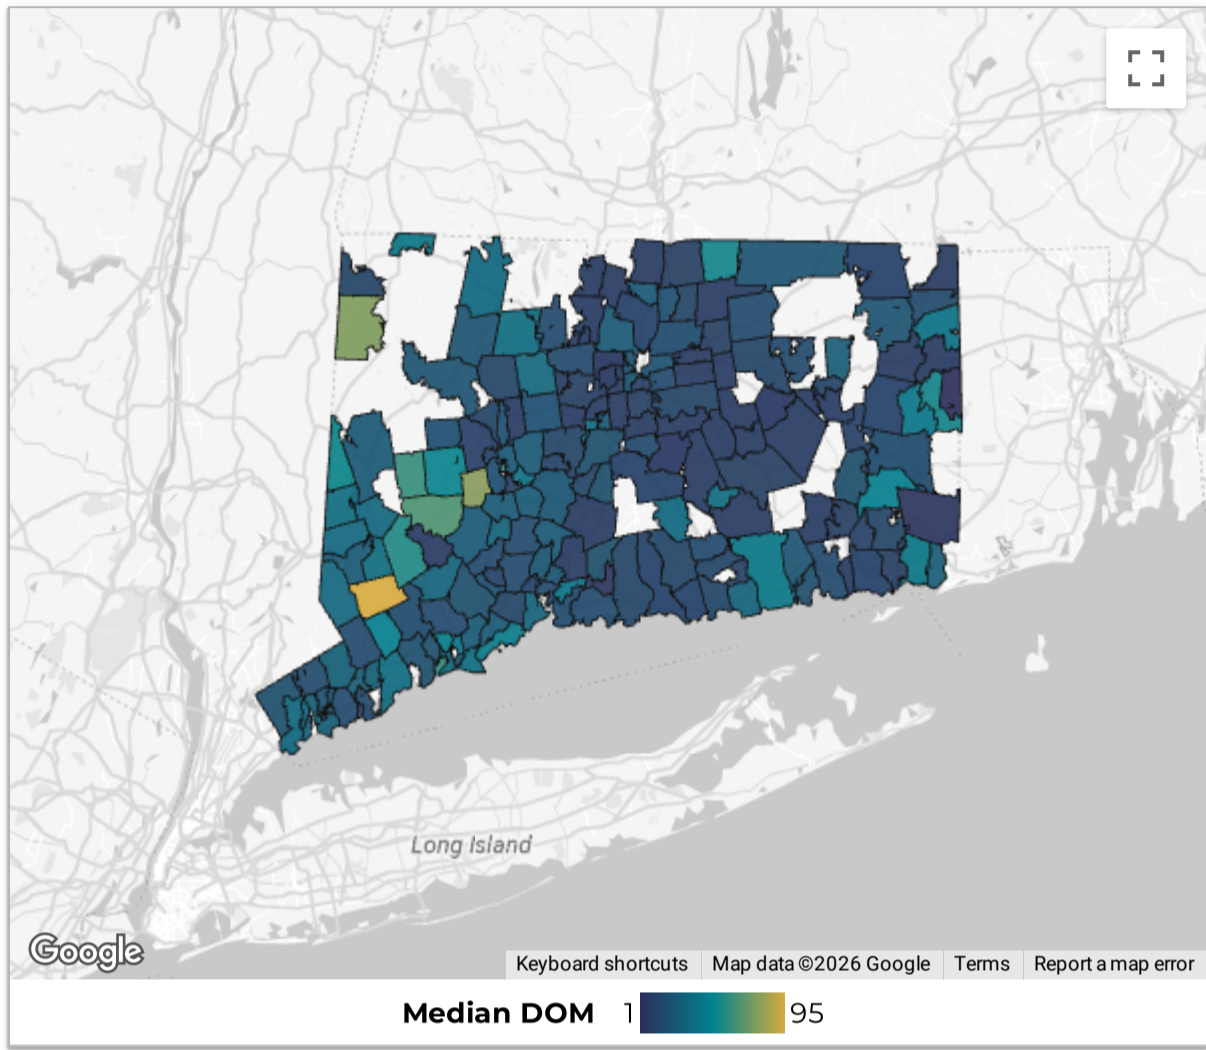 Long Island
Google
Keyboard shortcuts
Map data ©2026 Google
Terms
Report a map error
Median DOM 1 95